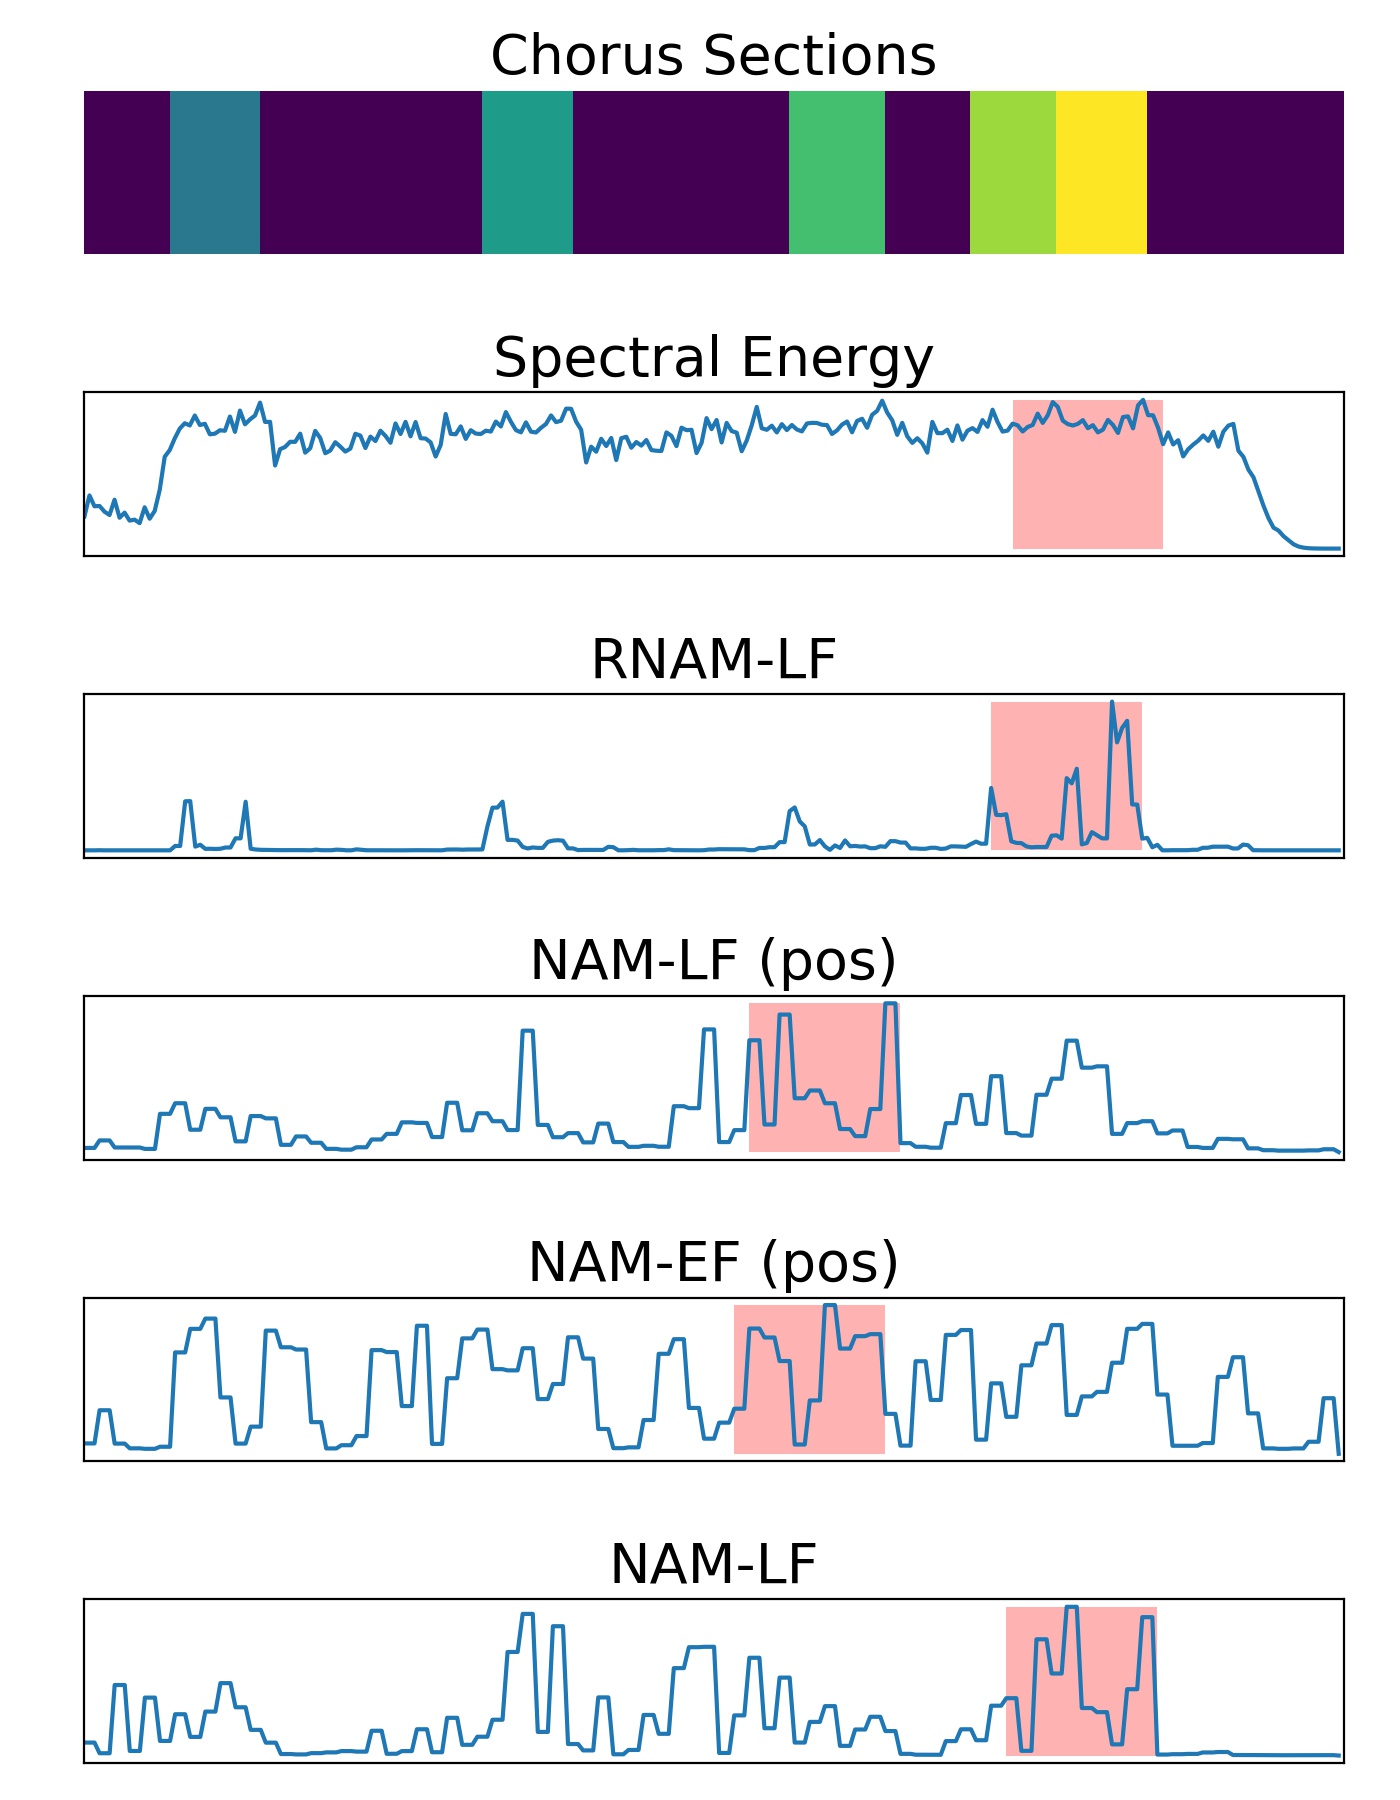 Chorus Sections
Spectral Energy
RNAM-LF
NAM-LF (pos)
NAM-EF (pos)
NAM-LF